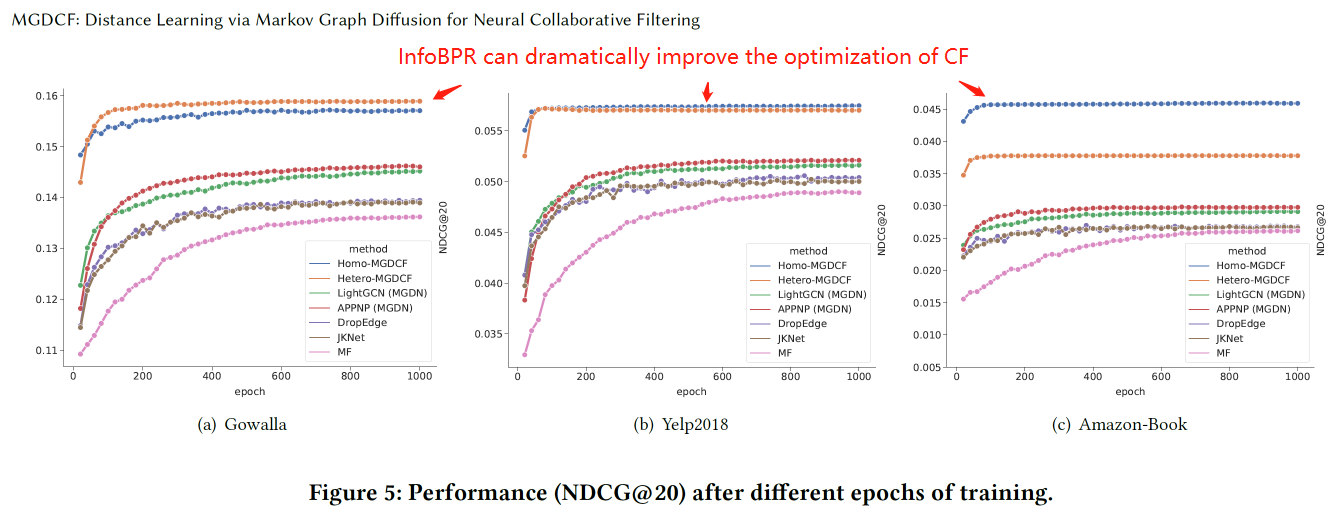 MGDCF: Distance Learning via Markov Graph Diffusion for Neural Collaborative Filtering
InfoBPR can dramatically improve the optimization of CF
0.16
0.15
0.14
0.13
0.12
0.11
0
200
400
600
800
1000
epoch
method
Homo-MGDCF
Hetero-MGDCF
LightGCN (MGDN)
APPNP (MGDN)
DropEdge
JKNet
MF
(a) Gowalla
NDCG@20
0.055
0.050
0.045
0.040
0.035
0
200
400
600
800
1000
epoch
method
Homo-MGDCF
Hetero-MGDCF
LightGCN (MGDN)
APPNP (MGDN)
DropEdge
JKNet
MF
(b) Yelp2018
NDCG@20
0.045
0.040
0.035
0.030
0.025
0.020
0.015
0.010
0.005
0
200
400
600
800
1000
epoch
method
Homo-MGDCF
Hetero-MGDCF
LightGCN (MGDN)
APPNP (MGDN)
DropEdge
JKNet
MF
(c) Amazon-Book
NDCG@20
Figure 5: Performance (NDCG@20) after different epochs of training.